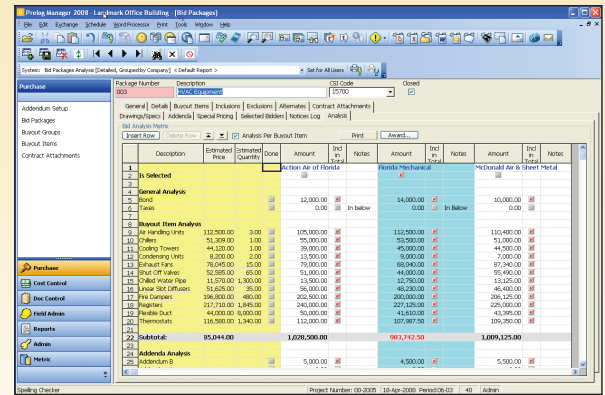 Prolog Manager 2008 - Landmark Office Building - [Bid Packages]
File Edit Exchange Schedule Word Processor Print Tools Window Help
System: Bid Packages Analysis [Detailed, Grouped by Company] < Default Report > Set for All Users
Purchase
Addendum Setup
Bid Packages
Buyout Groups
Buyout Items
Contract Attachments
Purchase
Cost Control
Doc Control
Field Admin
Reports
Admin
Metric
Package Number Description CSI Code Closed
003 HVAC Equipment 15700
General Details Buyout Items Inclusions Exclusions Alternates Contract Attachments
Drawings/Specs Addenda Special Pricing Selected Bidders Notices Log Analysis
Bid Analysis Matrix
Insert Row Delete Row Analysis Per Buyout Item Print Award...
Description Estimated Price Estimated Quantity Done Amount Incl in Total Notes Amount Incl in Total Notes Amount Incl in Total Notes
1 Action Air of Florida Florida Mechanical McDonald Air & Sheet Metal
2 Is Selected
3
4 General Analysis
5 Bond 12,000.00 14,000.00 10,000.00
6 Taxes 0.00 In below 0.00 In Below 0.00
7
8 Buyout Item Analysis
9 Air Handling Units 112,500.00 3.00 105,000.00 112,500.00 110,400.00
10 Chillers 51,309.00 1.00 55,000.00 53,500.00 51,000.00
11 Cooling Towers 44,120.00 1.00 39,000.00 45,000.00 44,500.00
12 Condensing Units 8,200.00 2.00 13,500.00 9,000.00 7,000.00
13 Exhaust Fans 78,045.00 15.00 79,000.00 68,040.00 87,340.00
14 Shut Off Valves 52,585.00 65.00 51,000.00 44,000.00 55,490.00
15 Chilled Water Pipe 11,570.00 1,300.00 13,500.00 12,750.00 13,125.00
16 Linear Slot Diffusers 51,625.00 35.00 56,000.00 48,230.00 46,400.00
17 Fire Dampers 196,800.00 480.00 202,500.00 200,000.00 206,125.00
18 Registers 217,710.00 1,845.00 240,500.00 227,125.00 225,000.00
19 Flexible Duct 44,000.00 8,000.00 50,000.00 41,610.00 43,395.00
20 Thermostats 116,580.00 1,340.00 112,000.00 107,987.50 109,350.00
21
22 Subtotal: 85,044.00 1,028,500.00 983,742.50 1,009,125.00
23
24 Addenda Analysis
25 Addendum B 5,000.00 4,500.00 5,500.00
Spelling Checker Project Number: 00-2005 18-Apr-2008 Period:06-03 40 Admin